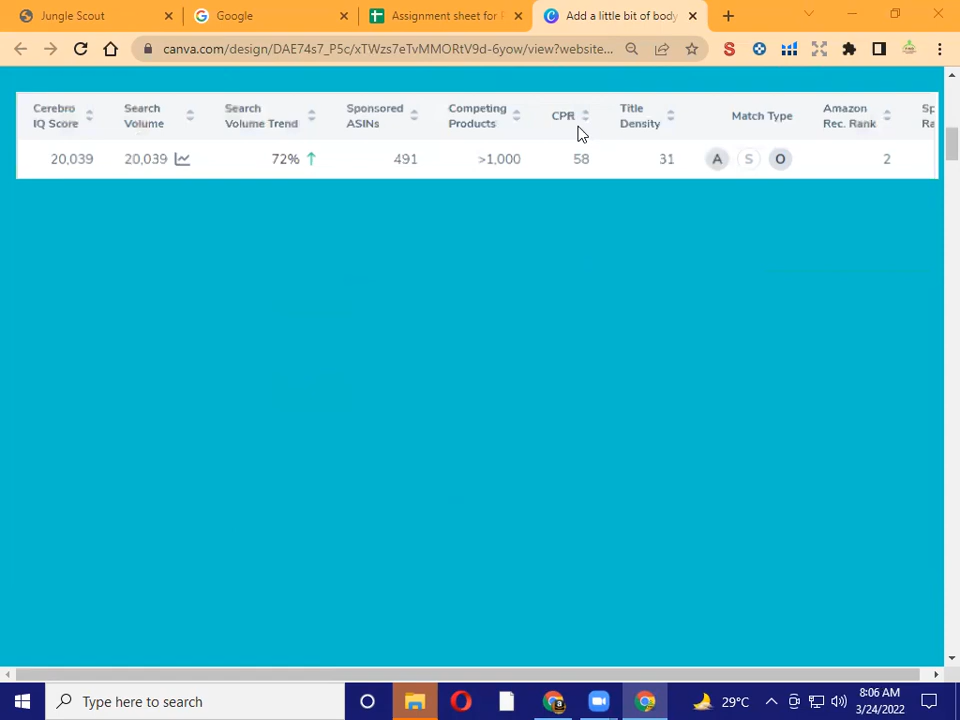 Jungle Scout
Google
Assignment sheet for
Add a little bit of body
canva.com/design/DAE74s7_P5c/xTWzs7eTvMMORtV9d-6yow/view?website...
S
Cerebro IQ Score
Search Volume
Search Volume Trend
Sponsored ASINs
Competing Products
CPR
Title Density
Match Type
Amazon Rec. Rank
Sp
Ra
20,039
20,039
72%
491
>1,000
58
31
A S O
2
Type here to search
29°C
8:06 AM
3/24/2022